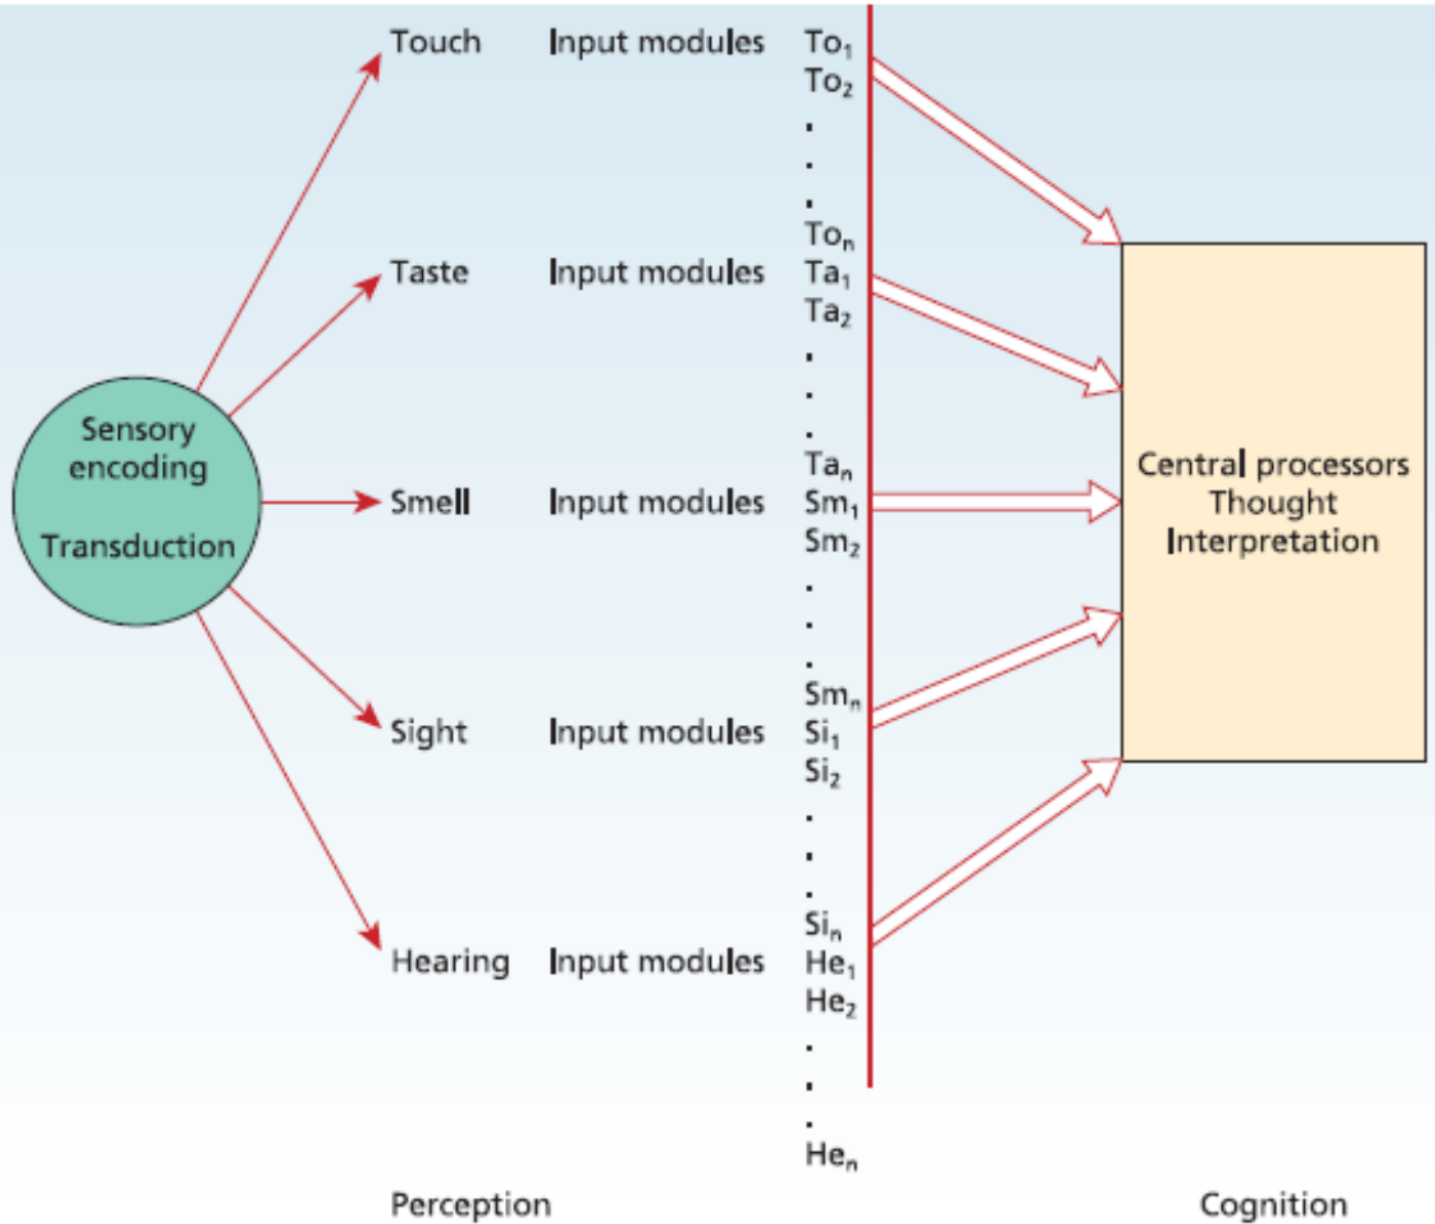 Touch Input modules To₁
To₂
.
.
.
Toₙ
Taste Input modules Ta₁
Ta₂
.
.
.
Taₙ
Sensory
encoding
Transduction
Smell Input modules Sm₁
Sm₂
.
.
.
Smₙ
Sight Input modules Si₁
Si₂
.
.
.
Siₙ
Hearing Input modules He₁
He₂
.
.
.
Heₙ
Central processors
Thought
Interpretation
Perception Cognition